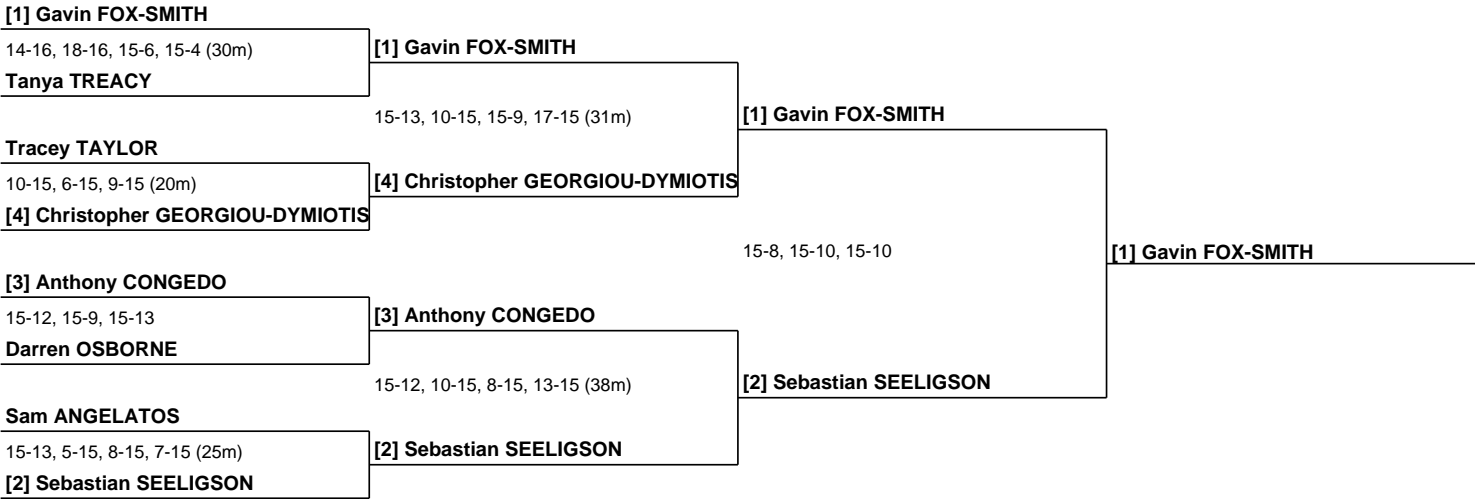 [1] Gavin FOX-SMITH
14-16, 18-16, 15-6, 15-4 (30m)
Tanya TREACY
Tracey TAYLOR
10-15, 6-15, 9-15 (20m)
[4] Christopher GEORGIOU-DYMIOTIS
[3] Anthony CONGEDO
15-12, 15-9, 15-13
Darren OSBORNE
Sam ANGELATOS
15-13, 5-15, 8-15, 7-15 (25m)
[2] Sebastian SEELIGSON
[1] Gavin FOX-SMITH
15-13, 10-15, 15-9, 17-15 (31m)
[4] Christopher GEORGIOU-DYMIOTIS
[3] Anthony CONGEDO
15-12, 10-15, 8-15, 13-15 (38m)
[2] Sebastian SEELIGSON
[1] Gavin FOX-SMITH
15-8, 15-10, 15-10
[2] Sebastian SEELIGSON
[1] Gavin FOX-SMITH